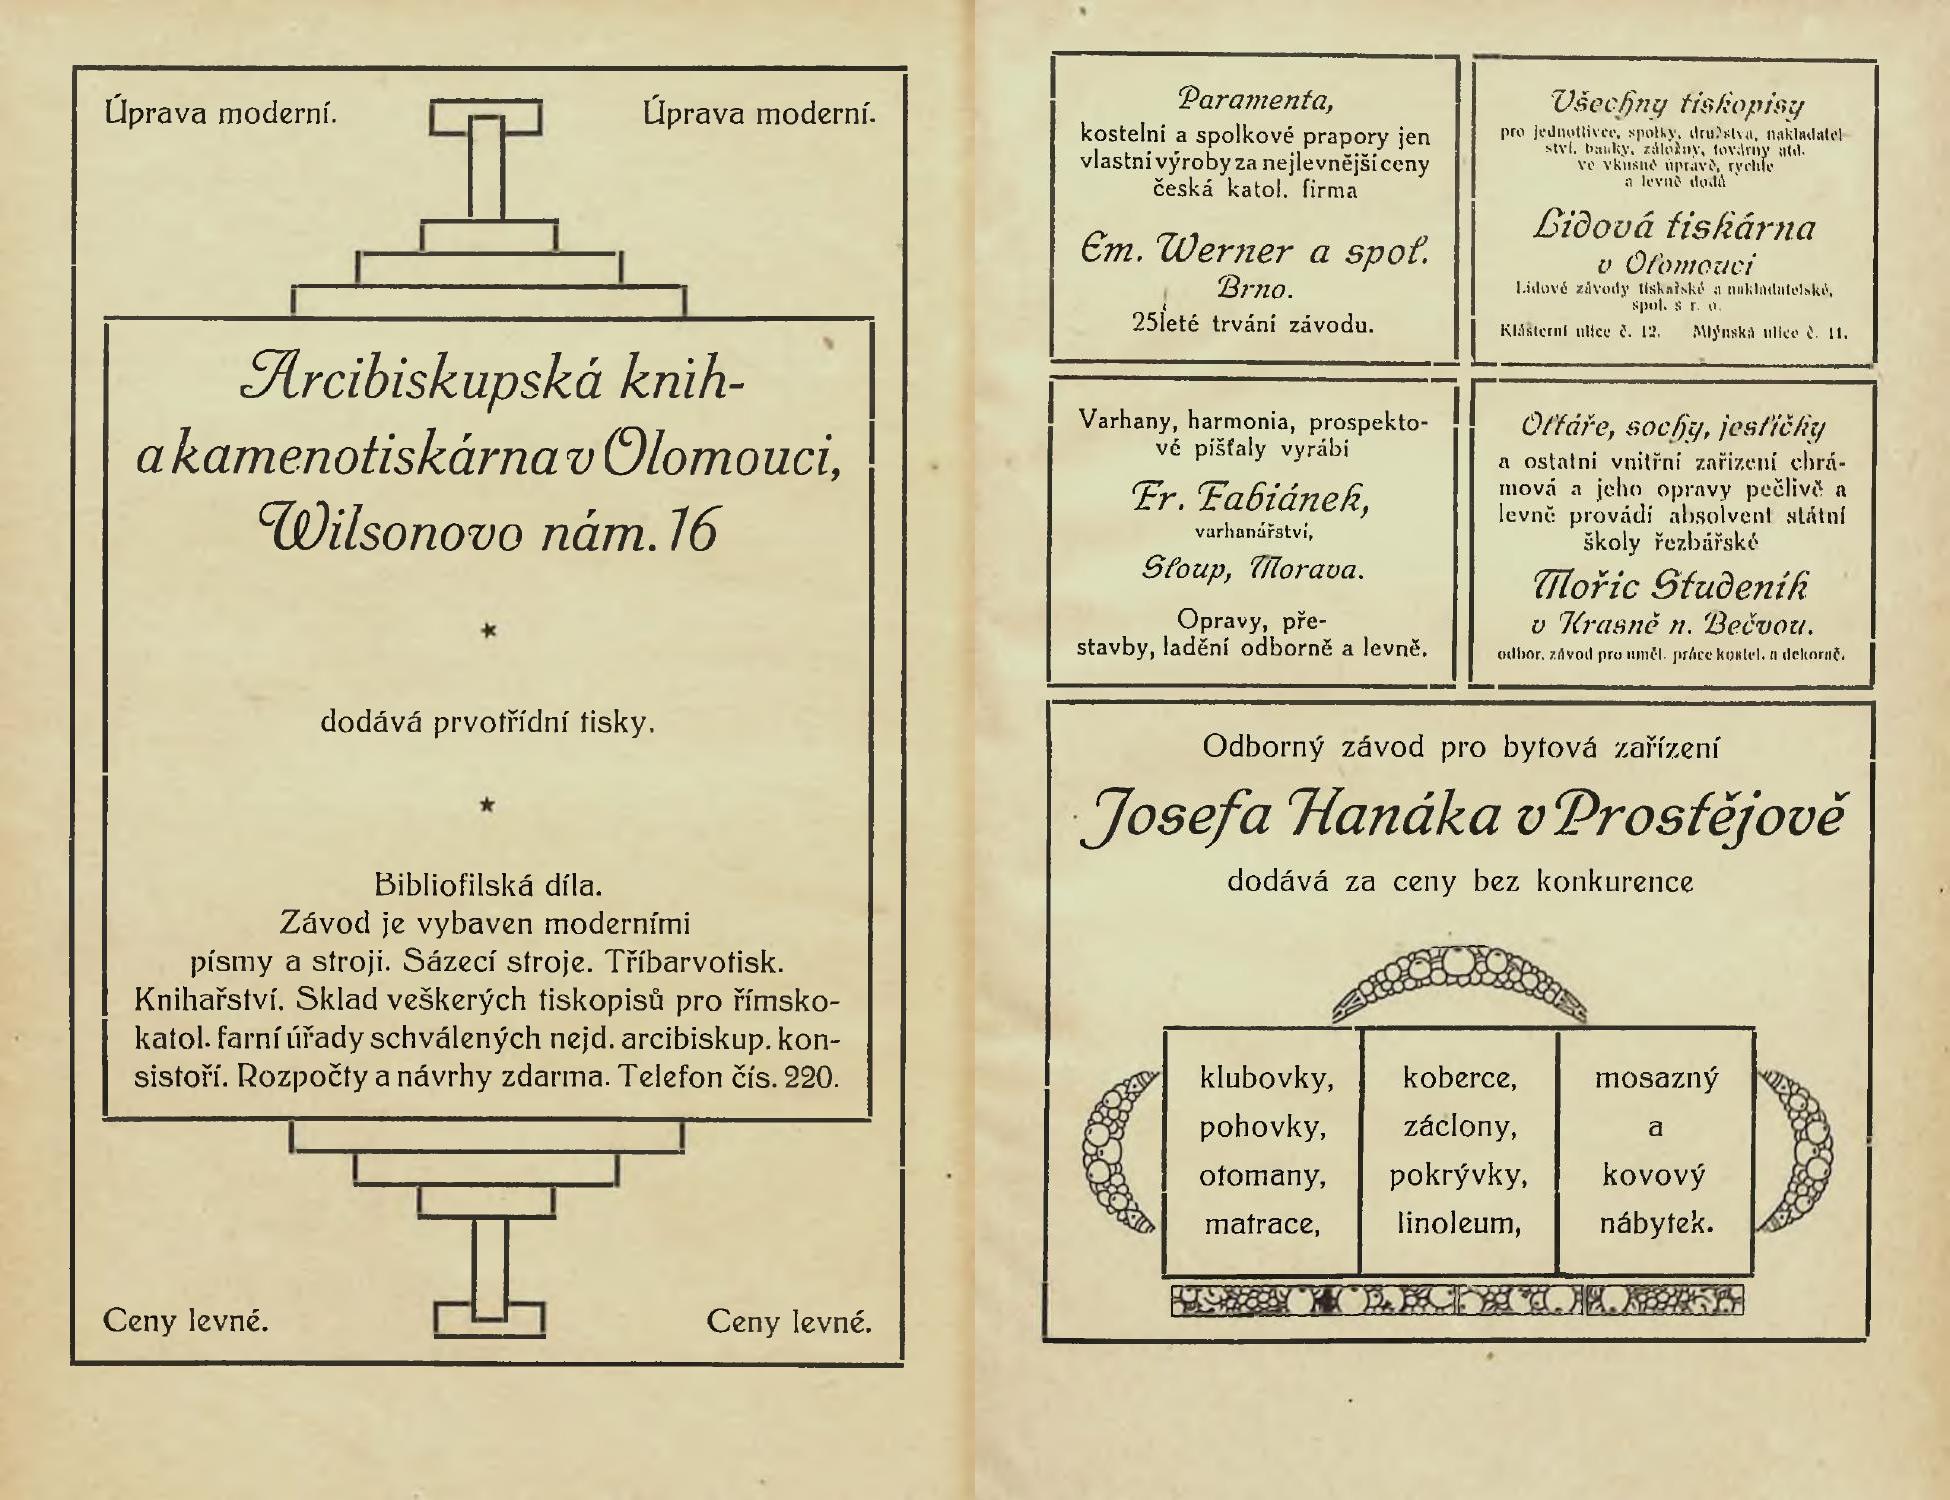 Úprava moderní.
Úprava moderní.
Arcibiskupská knih-
a kamenotiskárna v Olomouci,
Wilsonovo nám. 16
dodává prvotřídní tisky.
Bibliofilská díla.
Závod je vybaven moderními
písmy a stroji. Sázecí stroje. Tříbarvotisk.
Knihařství. Sklad veškerých tiskopisů pro římsko-
katol. farní úřady schválených nejd. arcibiskup. kon-
sistoří. Rozpočty a návrhy zdarma. Telefon čís. 220.
Ceny levné.
Ceny levné.
Paramenta,
kostelní a spolkové prapory jen
vlastní výroby za nejlevnější ceny
česká katol. firma
Em. Werner a spol.
Brno.
25leté trvání závodu.
Všechny tiskopisy
pro jednotlivce, spolky, družstva, nakladatel-
ství, banky, záložny, továrny atd.
ve vkusné úpravě, rychle
a levně dodá
Lidová tiskárna
v Olomouci
Lidové závody tiskařské a nakladatelské,
spol. s r. o.
Klášterní ulice č. 12. Mlýnská ulice č. 11.
Varhany, harmonia, prospekto-
vé píšťaly vyrábí
Fr. Fabiánek,
varhanářství,
Sloup, Morava.
Opravy, pře-
stavby, ladění odborně a levně.
Oltáře, sochy, jesličky
a ostatní vnitřní zařízení chrá-
mová a jeho opravy pečlivě a
levně provádí absolvent státní
školy řezbářské
Mořic Studeník
v Krasně n. Bečvou.
odbor. závod pro uměl. práce kostel. a dekorač.
Odborný závod pro bytová zařízení
Josefa Hanáka v Prostějově
dodává za ceny bez konkurence
klubovky,
pohovky,
otomany,
matrace,
koberce,
záclony,
pokrývky,
linoleum,
mosazný
a
kovový
nábytek.